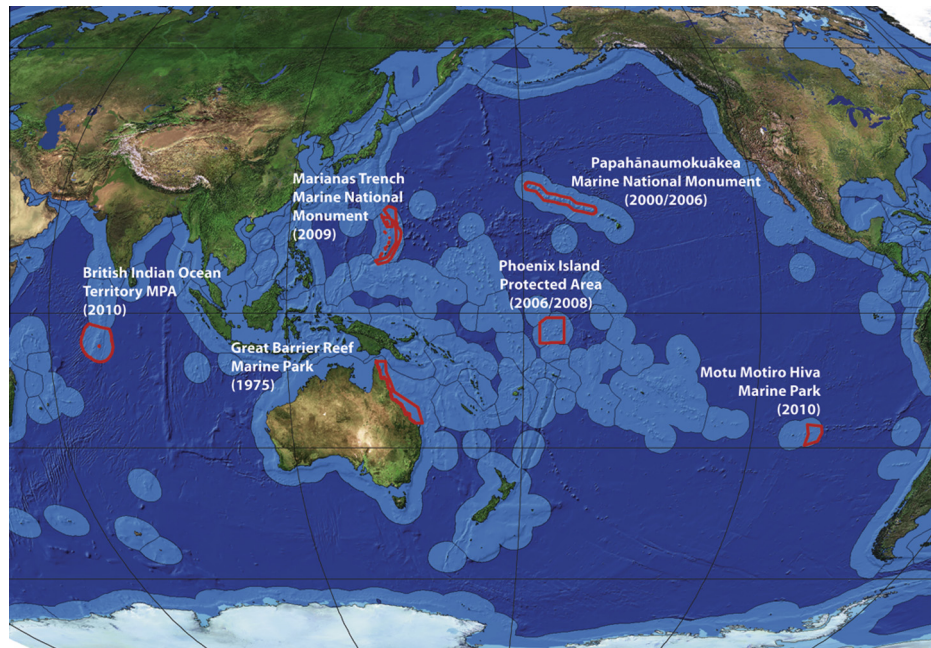 Papahānaumokuākea
Marine National Monument
(2000/2006)
Marianas Trench
Marine National
Monument
(2009)
British Indian Ocean
Territory MPA
(2010)
Phoenix Island
Protected Area
(2006/2008)
Great Barrier Reef
Marine Park
(1975)
Motu Motiro Hiva
Marine Park
(2010)